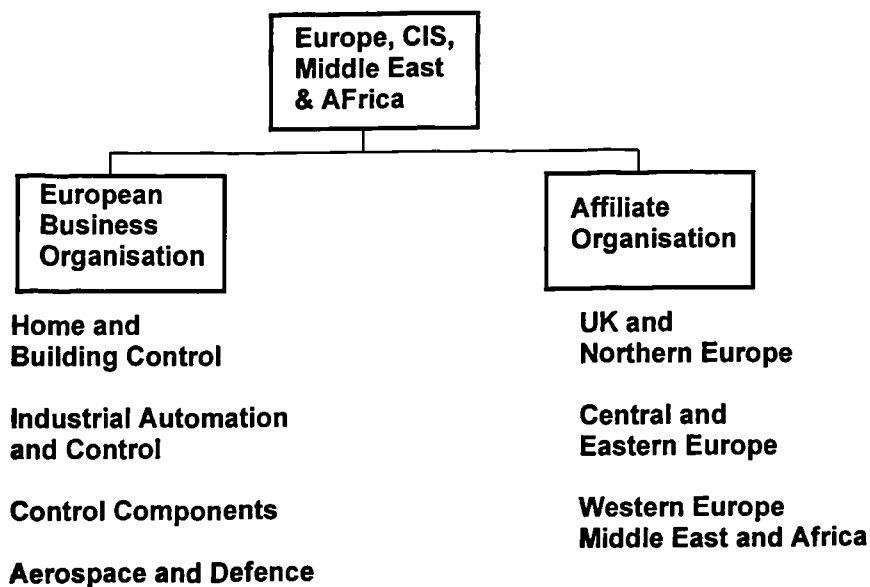 Europe, CIS,
Middle East
& AFrica
European
Business
Organisation
Affiliate
Organisation
Home and
Building Control
Industrial Automation
and Control
Control Components
Aerospace and Defence
UK and
Northern Europe
Central and
Eastern Europe
Western Europe
Middle East and Africa